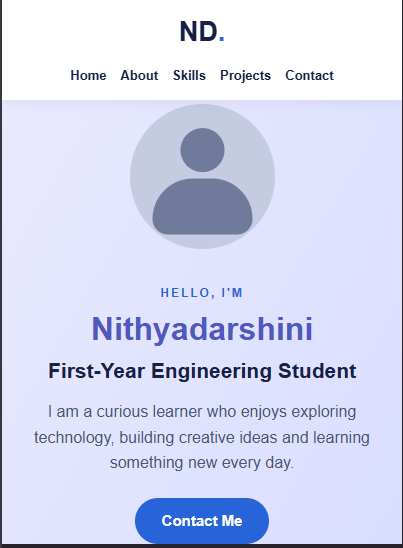 ND.
Home About Skills Projects Contact
HELLO, I'M
Nithyadarshini
First-Year Engineering Student
I am a curious learner who enjoys exploring
technology, building creative ideas and learning
something new every day.
Contact Me